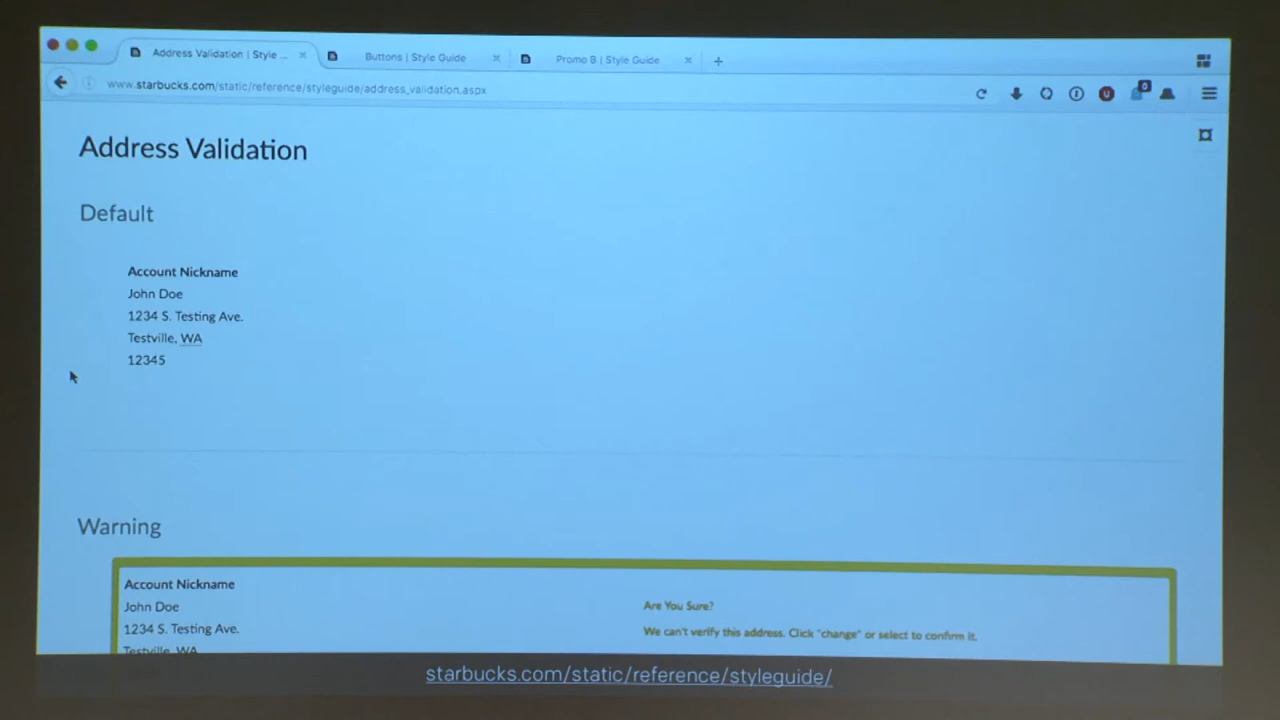 Address Validation | Style ...
Buttons | Style Guide
Promo B | Style Guide
www.starbucks.com/static/reference/styleguide/address_validation.aspx
0
Address Validation
Default
Account Nickname
John Doe
1234 S. Testing Ave.
Testville, WA
12345
Warning
Account Nickname
John Doe
1234 S. Testing Ave.
Testville, WA
Are You Sure?
We can't verify this address. Click "change" or select to confirm it.
starbucks.com/static/reference/styleguide/